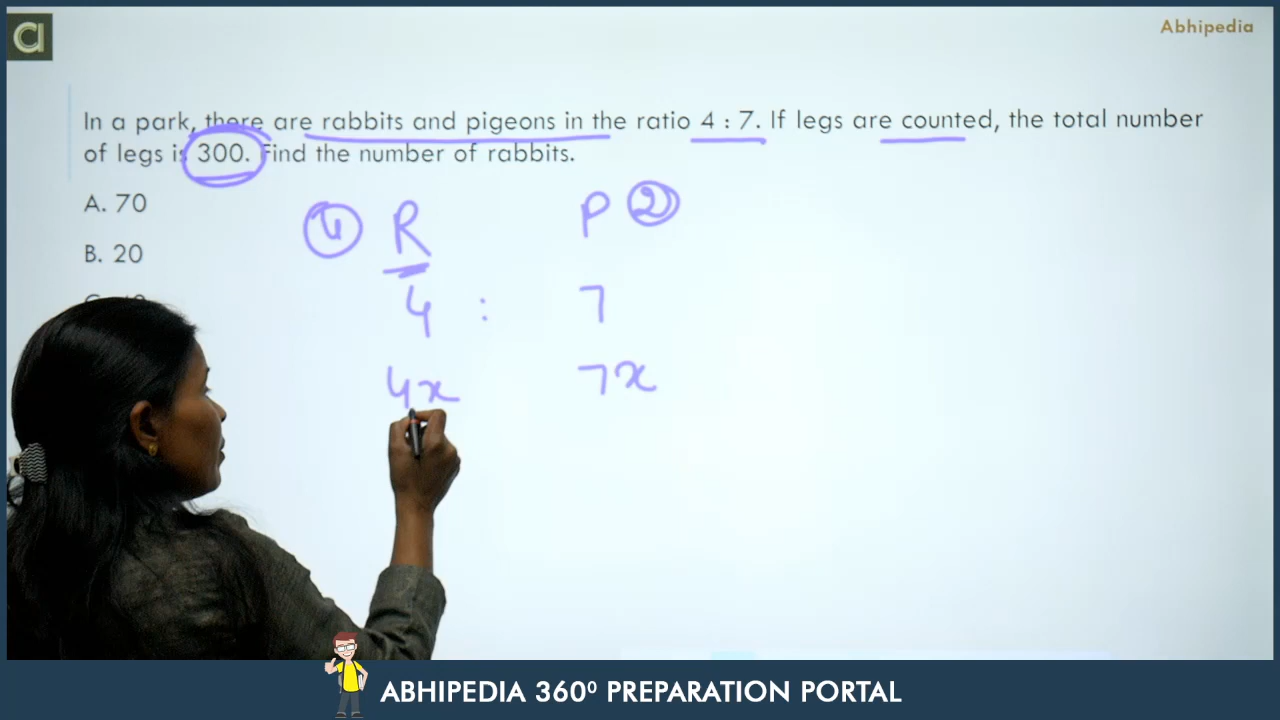 Abhipedia
In a park, there are rabbits and pigeons in the ratio 4 : 7. If legs are counted, the total number
of legs is 300. Find the number of rabbits.
A. 70
B. 20
4 R P 2
4 : 7
4x 7x
ABHIPEDIA 360⁰ PREPARATION PORTAL